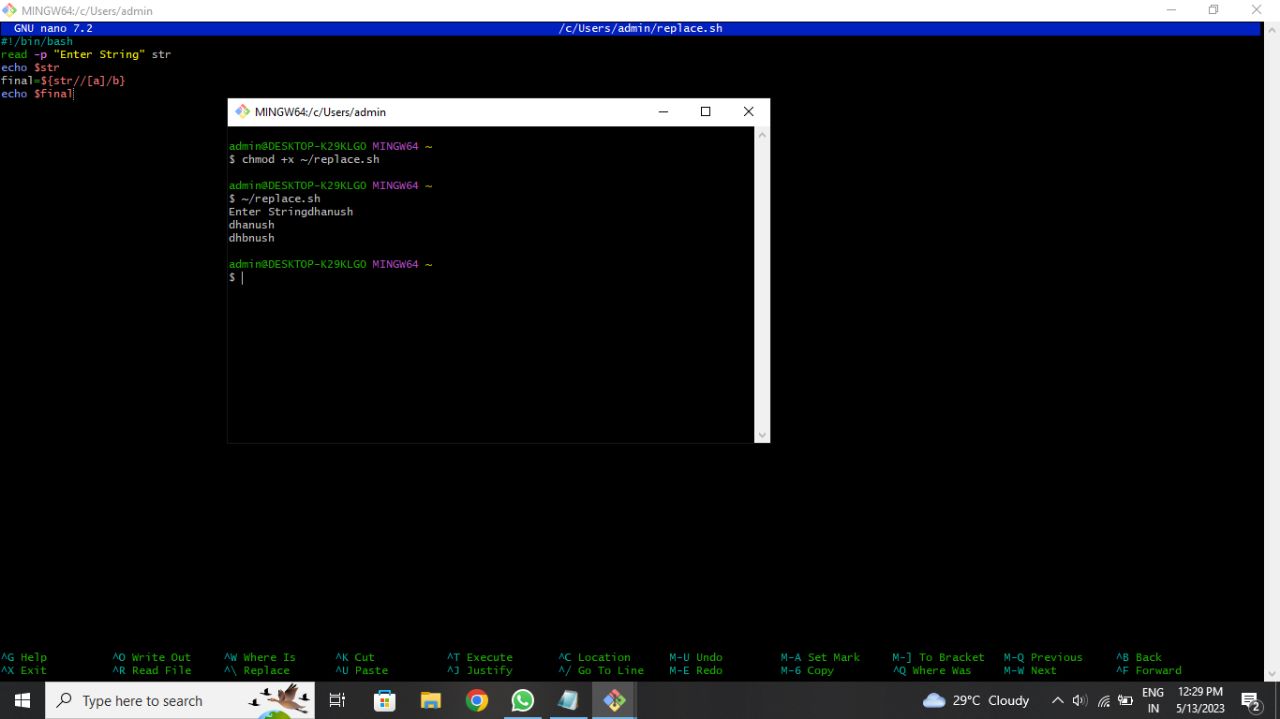 MINGW64:/c/Users/admin
GNU nano 7.2 /c/Users/admin/replace.sh
#!/bin/bash
read -p "Enter String" str
echo $str
final=${str//[a]/b}
echo $final
MINGW64:/c/Users/admin
admin@DESKTOP-K29KLGO MINGW64 ~
$ chmod +x ~/replace.sh
admin@DESKTOP-K29KLGO MINGW64 ~
$ ~/replace.sh
Enter Stringdhanush
dhanush
dhbnush
admin@DESKTOP-K29KLGO MINGW64 ~
$
^G Help ^O Write Out ^W Where Is ^K Cut ^T Execute ^C Location M-U Undo M-A Set Mark M-] To Bracket M-Q Previous ^B Back
^X Exit ^R Read File ^\ Replace ^U Paste ^J Justify ^/ Go To Line M-E Redo M-6 Copy ^Q Where Was M-W Next ^F Forward
Type here to search 29°C Cloudy ENG IN 12:29 PM 5/13/2023 2